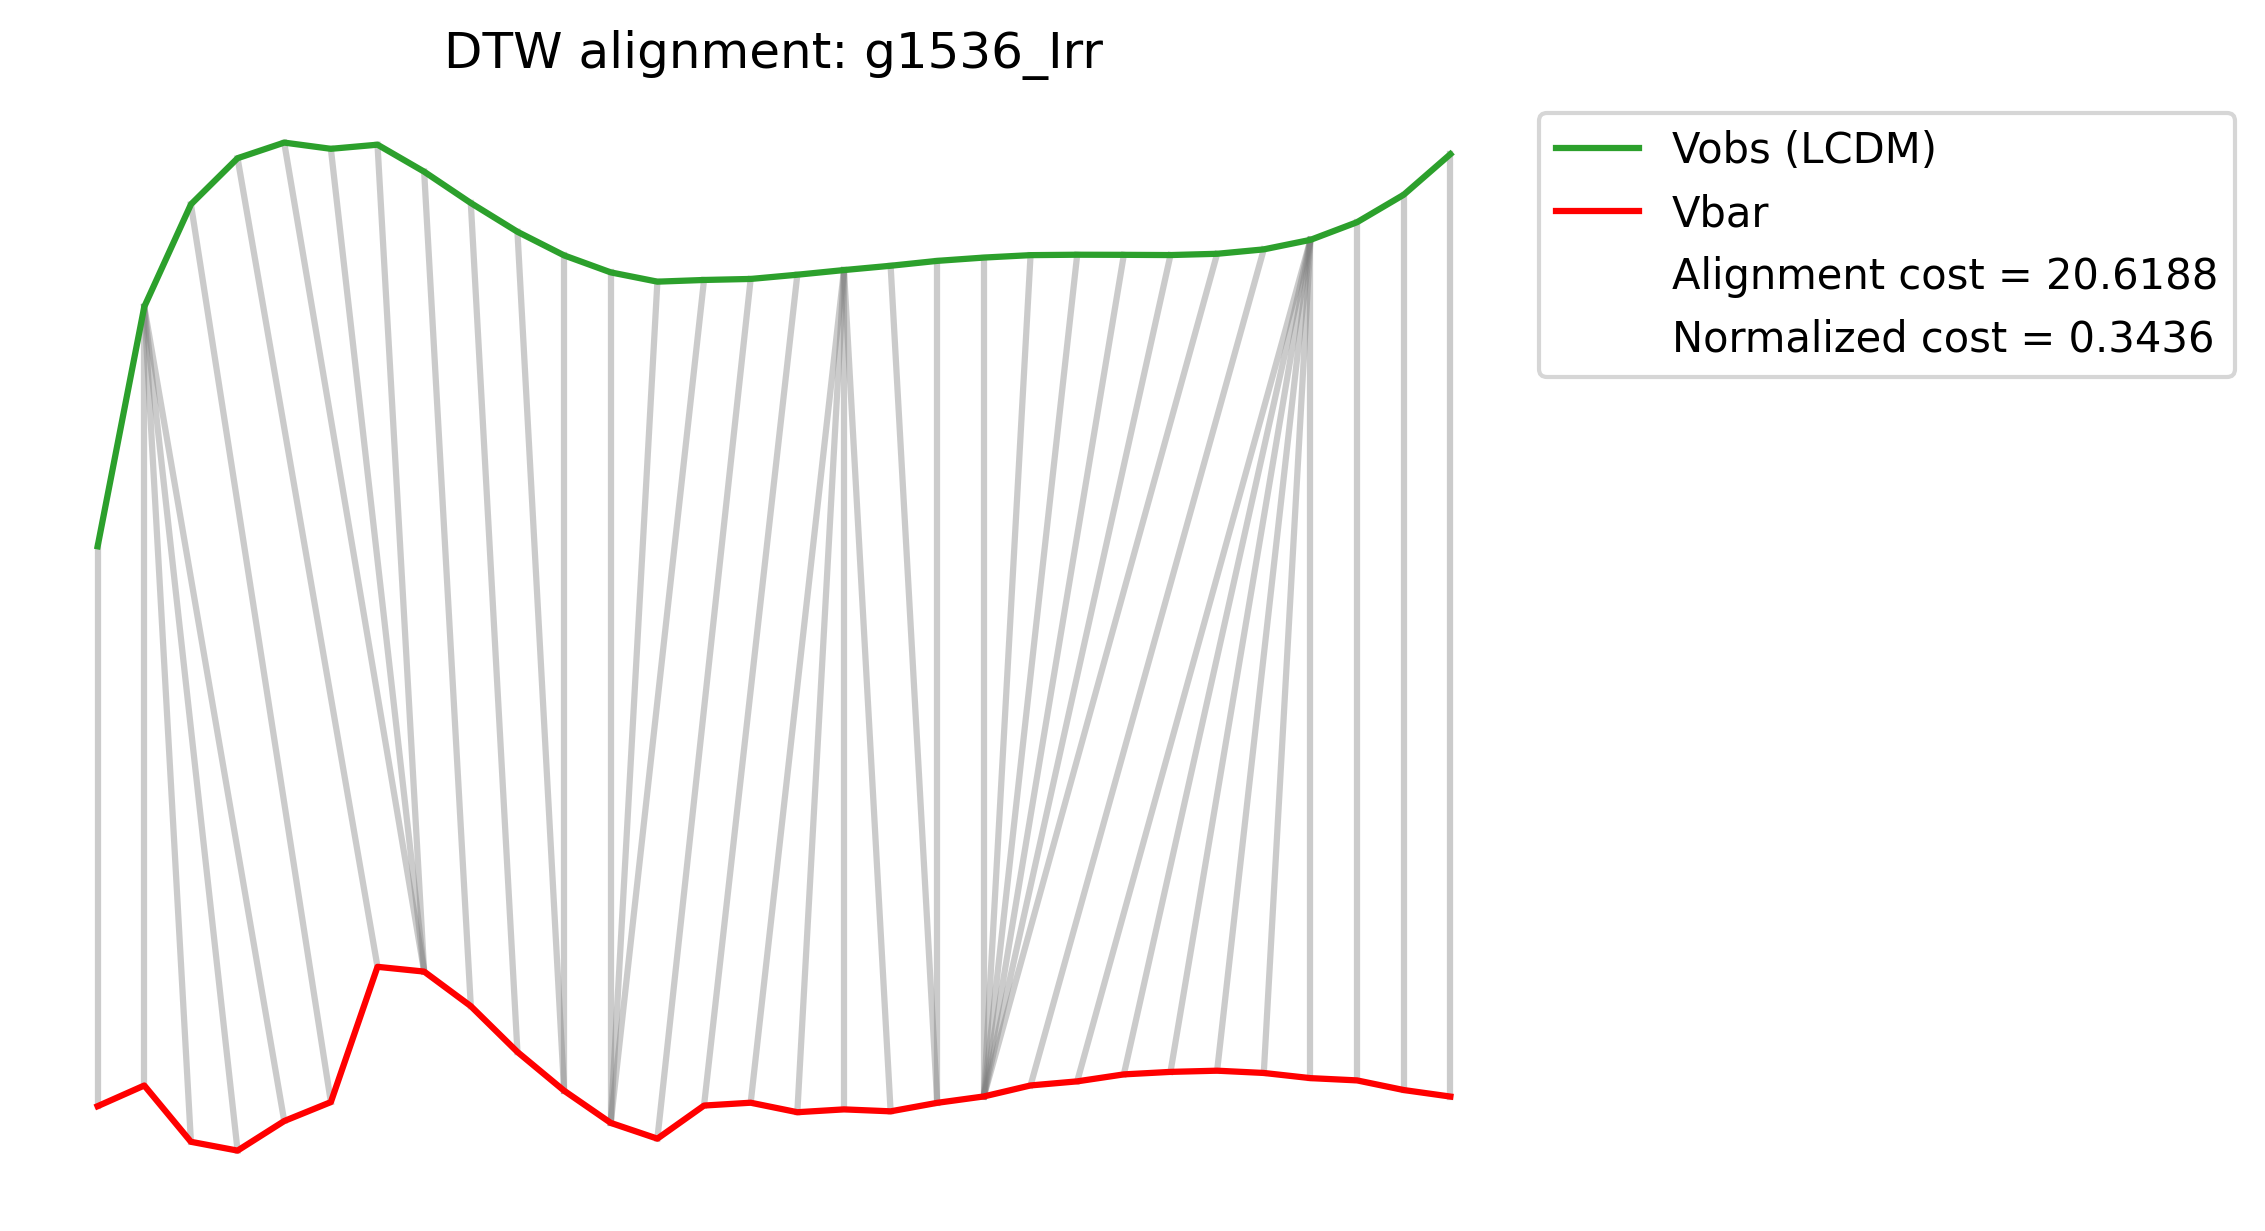 DTW alignment: g1536_Irr
Vobs (LCDM)
Vbar
Alignment cost = 20.6188
Normalized cost = 0.3436